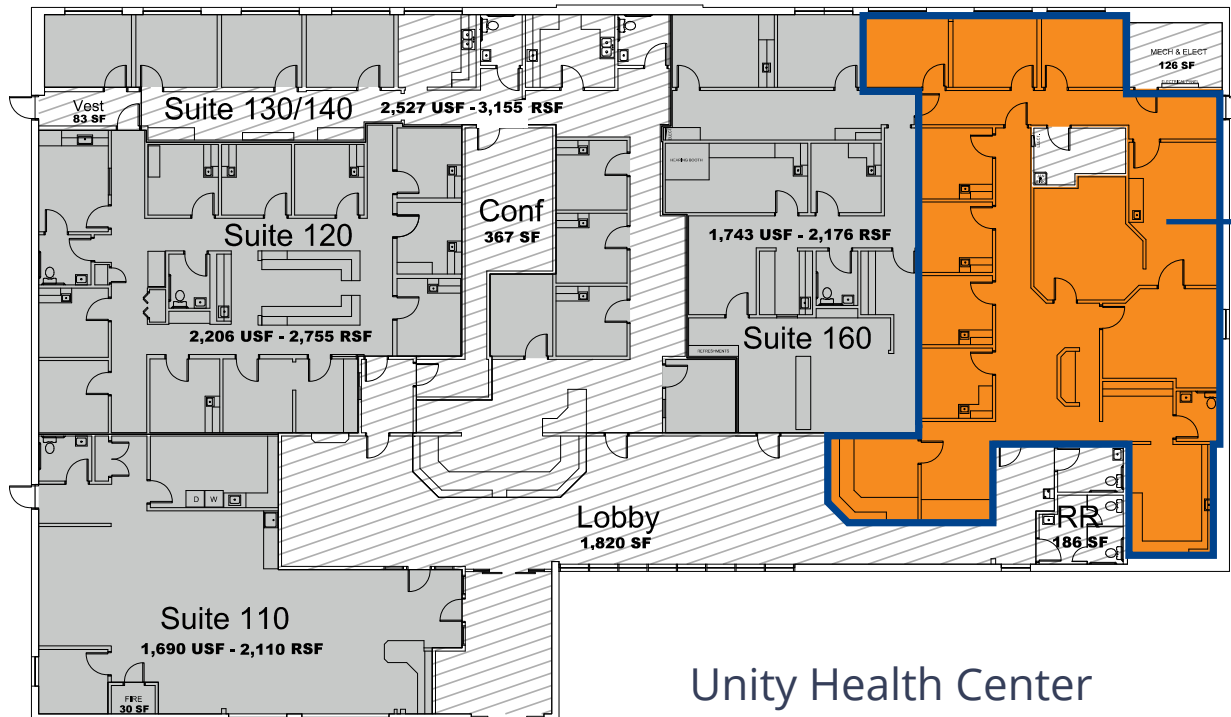 MECH & ELECT
126 SF
Vest
83 SF
Suite 130/140
2,527 USF - 3,155 RSF
HEARING BOOTH
Conf
367 SF
Suite 120
1,743 USF - 2,176 RSF
2,206 USF - 2,755 RSF
REFRESHMENTS
Suite 160
D W
Lobby
1,820 SF
RR
186 SF
Suite 110
1,690 USF - 2,110 RSF
FIRE
30 SF
Unity Health Center